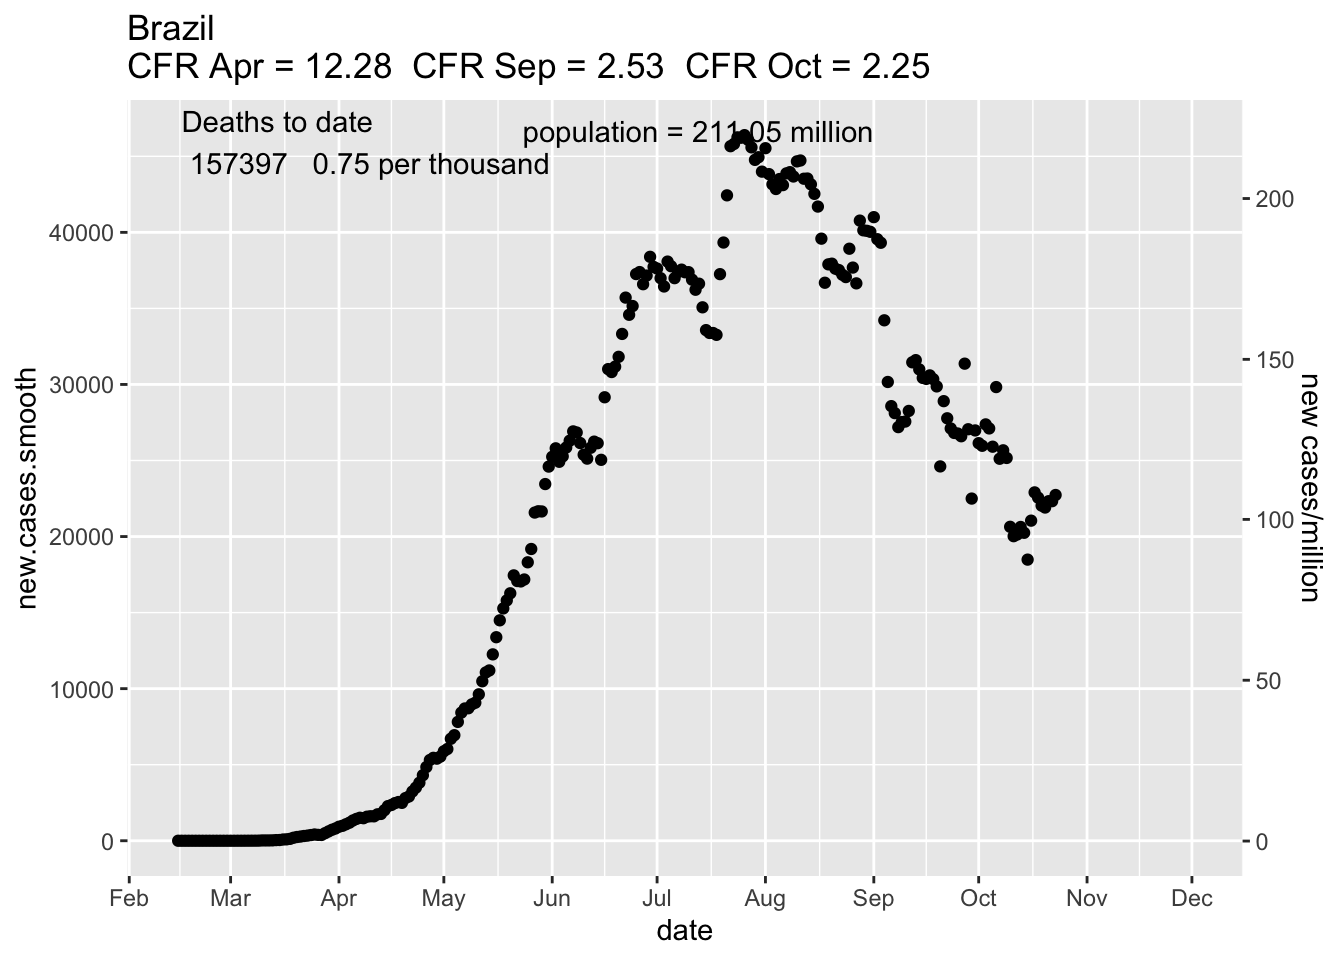 Brazil
CFR Apr = 12.28  CFR Sep = 2.53  CFR Oct = 2.25
Deaths to date
population = 211.05 million
157397   0.75 per thousand
new.cases.smooth
40000
30000
20000
10000
0
200
150
100
50
0
new cases/million
Feb Mar Apr May Jun Jul Aug Sep Oct Nov Dec
date